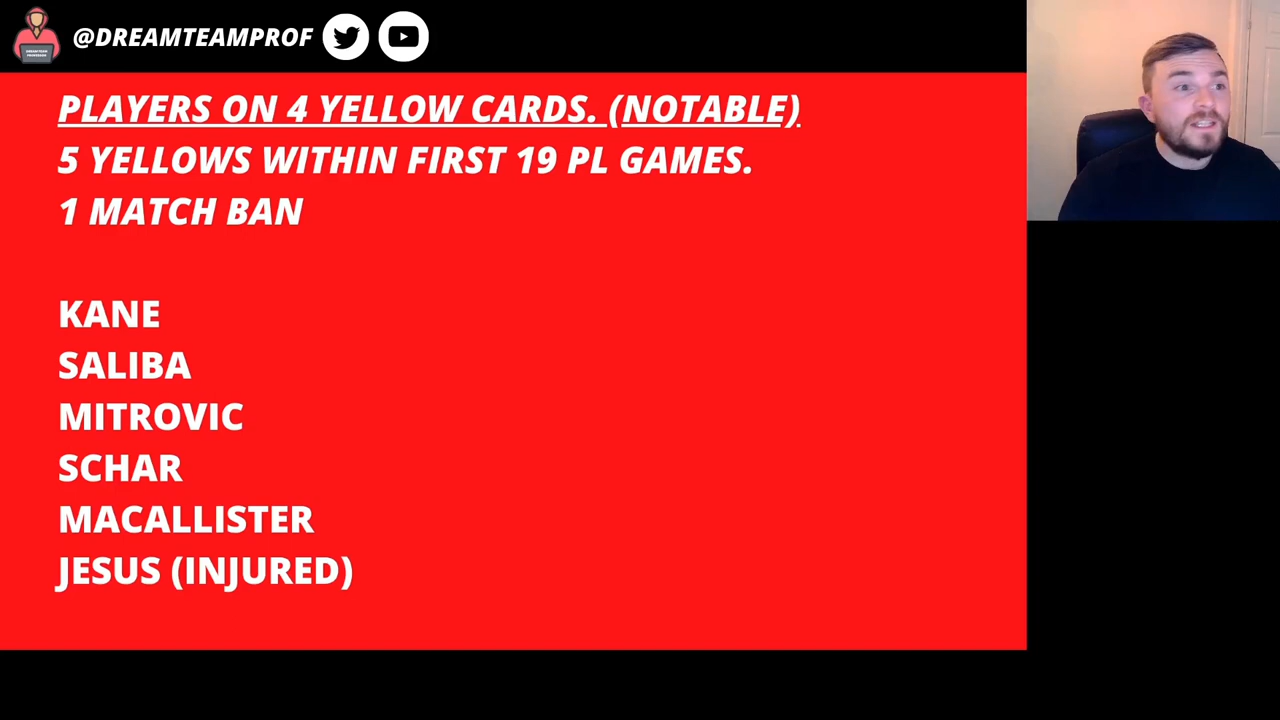 @DREAMTEAMPROF
PLAYERS ON 4 YELLOW CARDS. (NOTABLE)
5 YELLOWS WITHIN FIRST 19 PL GAMES.
1 MATCH BAN
KANE
SALIBA
MITROVIC
SCHAR
MACALLISTER
JESUS (INJURED)